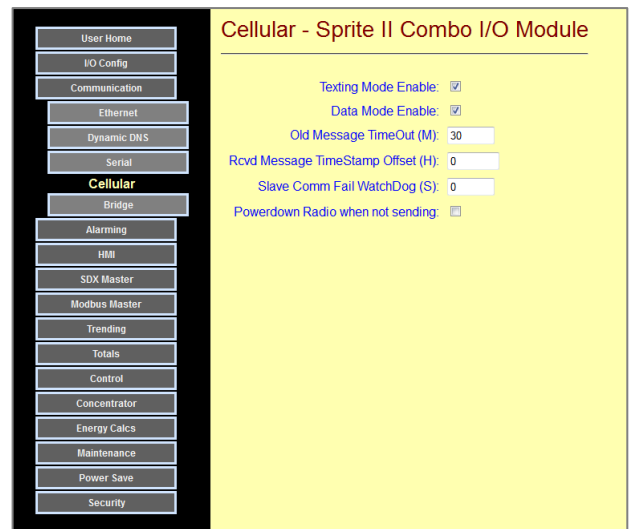 Cellular - Sprite II Combo I/O Module
User Home
I/O Config
Communication
Ethernet
Dynamic DNS
Serial
Cellular
Bridge
Alarming
HMI
SDX Master
Modbus Master
Trending
Totals
Control
Concentrator
Energy Calcs
Maintenance
Power Save
Security
Texting Mode Enable:
Data Mode Enable:
Old Message TimeOut (M): 30
Rcvd Message TimeStamp Offset (H): 0
Slave Comm Fail WatchDog (S): 0
Powerdown Radio when not sending: